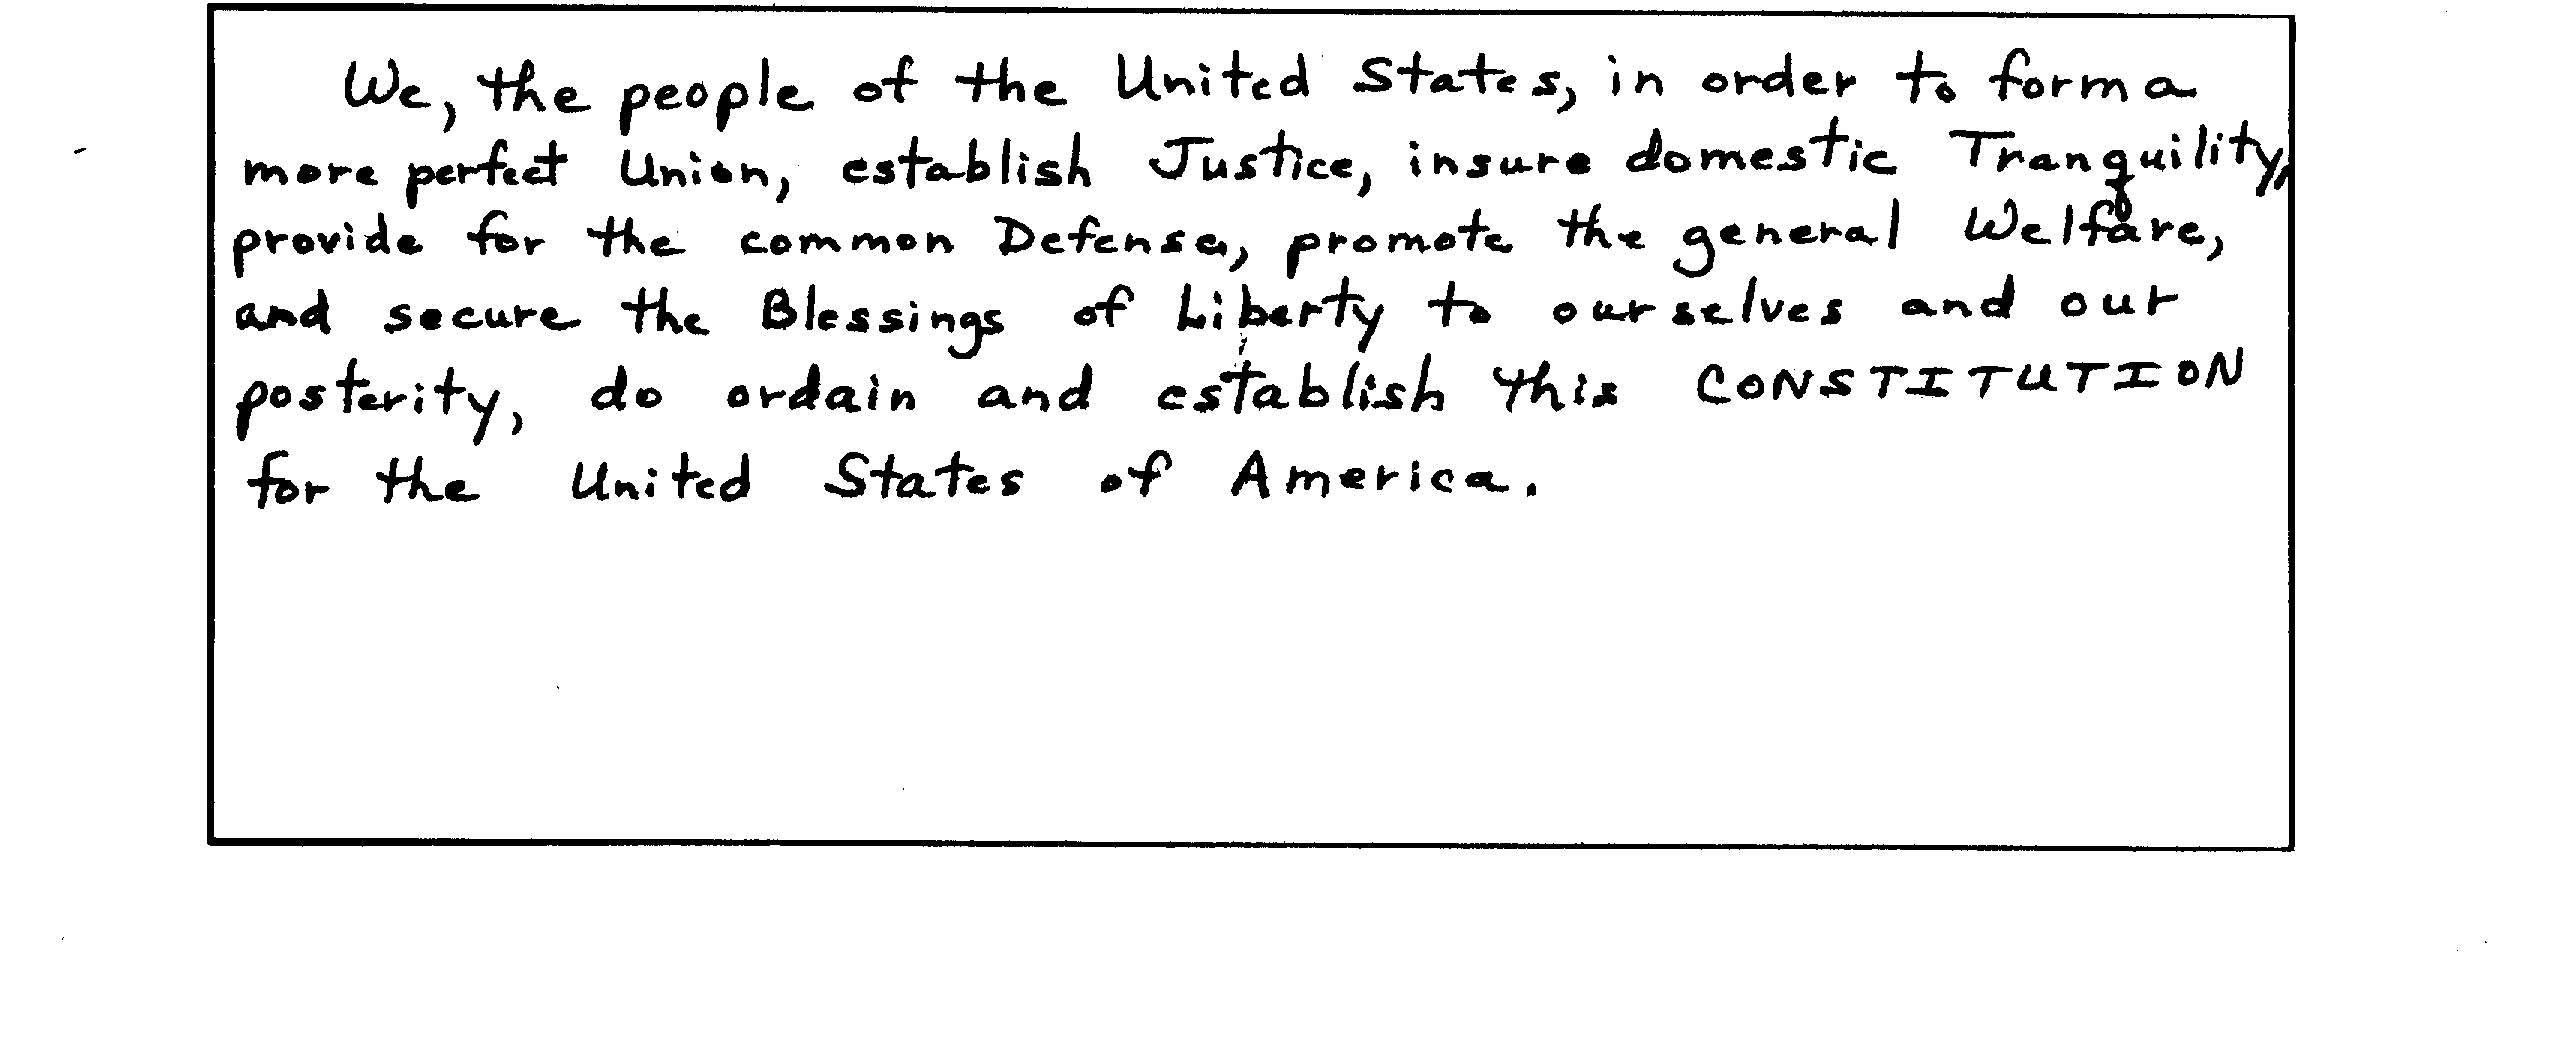 We, the people of the United States, in order to form a
more perfect Union, establish Justice, insure domestic Tranquility,
provide for the common Defense, promote the general Welfare,
and secure the Blessings of Liberty to ourselves and our
posterity, do ordain and establish this CONSTITUTION
for the United States of America.